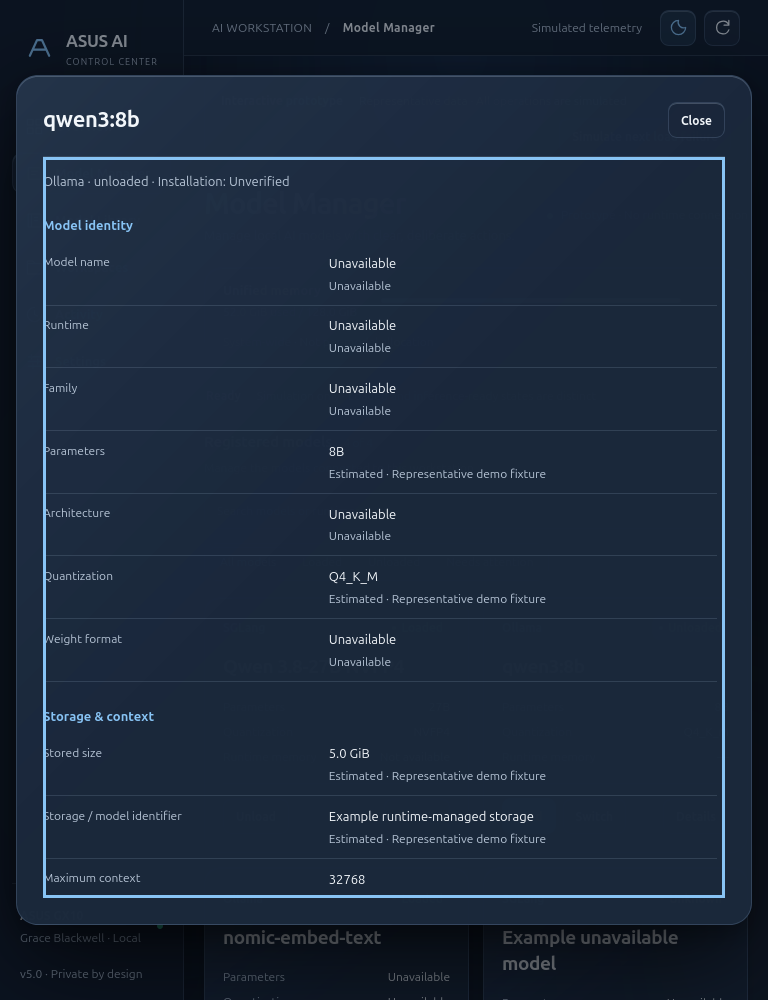 ASUS AI
CONTROL CENTER
AI WORKSTATION / Model Manager
Simulated telemetry
qwen3:8b
Close
Ollama · unloaded · Installation: Unverified
Model Manager
Model identity
Model name
Unavailable
Unavailable
Runtime
Unavailable
Unavailable
Family
Unavailable
Unavailable
Parameters
8B
Estimated · Representative demo fixture
Architecture
Unavailable
Unavailable
Quantization
Q4_K_M
Estimated · Representative demo fixture
Weight format
Unavailable
Unavailable
Storage & context
Stored size
5.0 GiB
Estimated · Representative demo fixture
Storage / model identifier
Example runtime-managed storage
Estimated · Representative demo fixture
Maximum context
32768
Grace Blackwell · Local
v5.0 · Private by design
nomic-embed-text
Parameters
Unavailable
Example unavailable
model